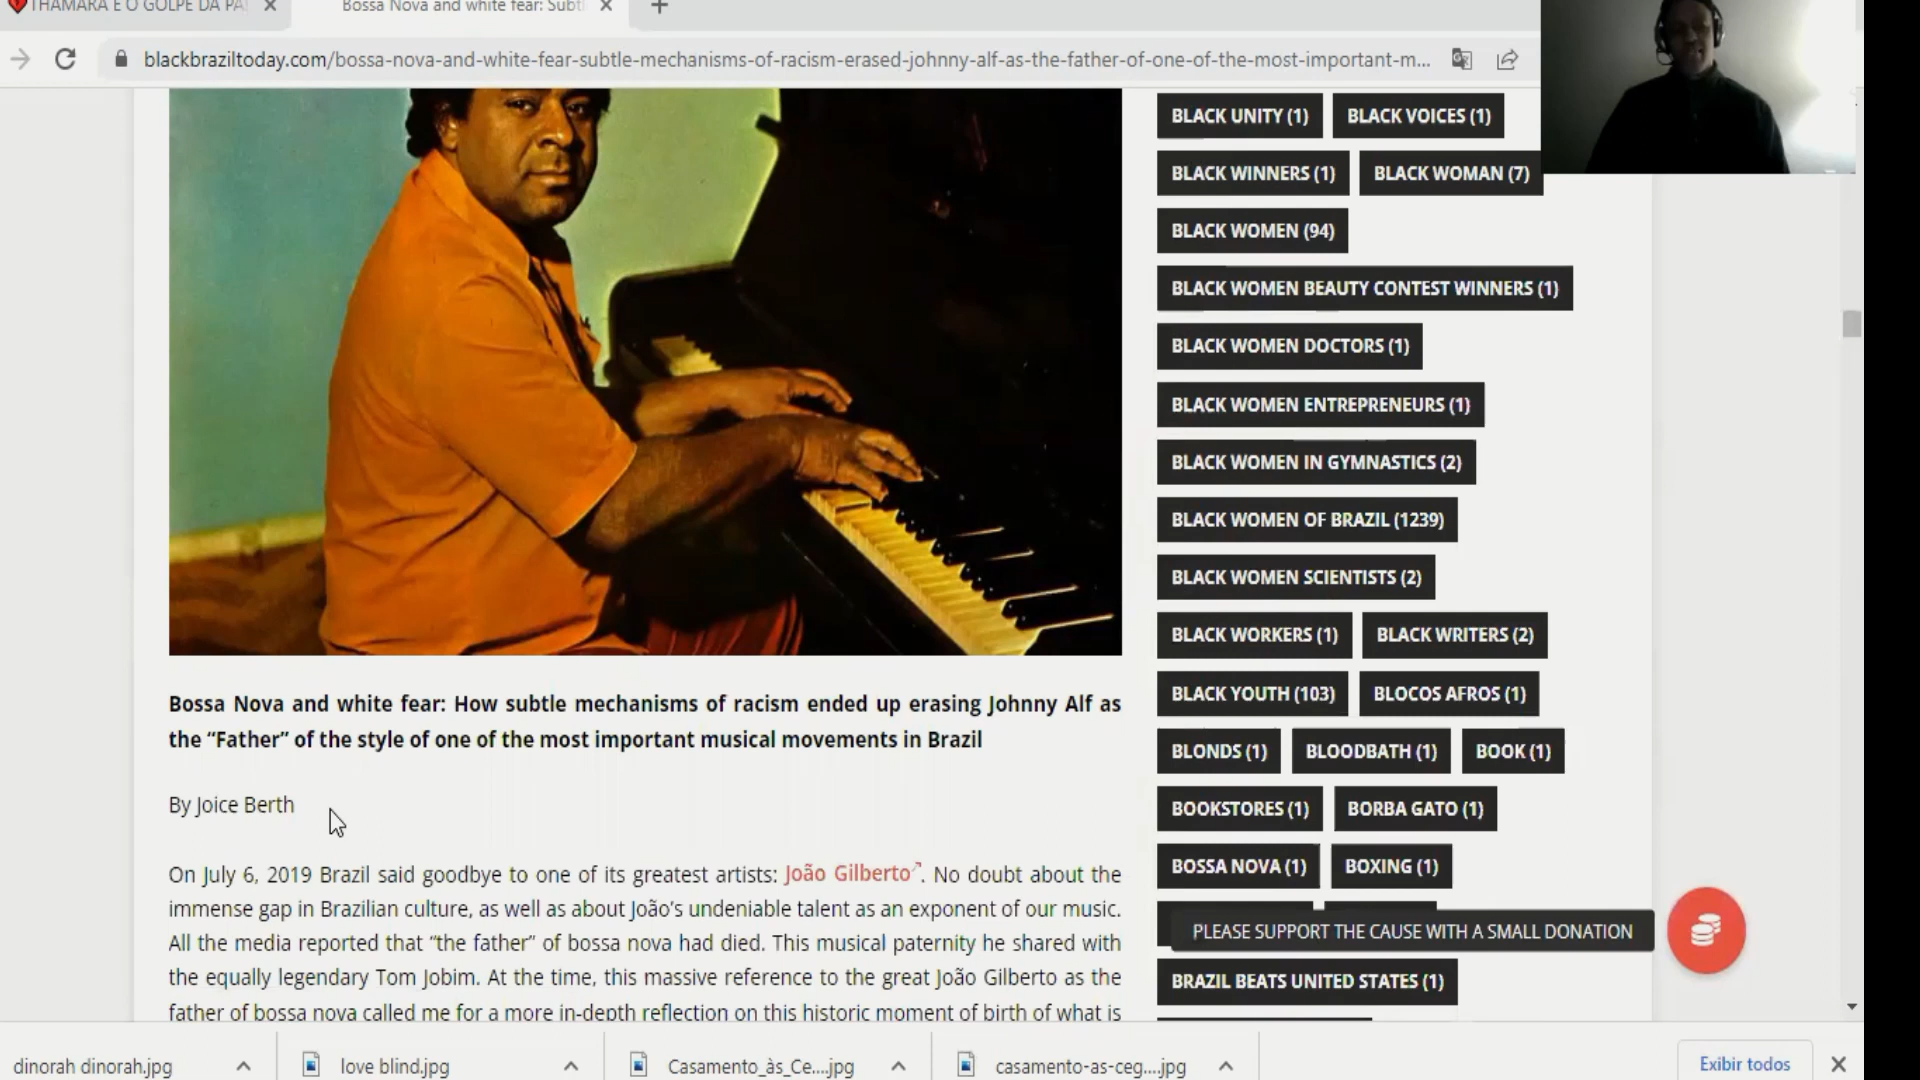 THAMARA E O GOLPE DA PA
Bossa Nova and white fear: Subt
blackbraziltoday.com/bossa-nova-and-white-fear-subtle-mechanisms-of-racism-erased-johnny-alf-as-the-father-of-one-of-the-most-important-m...
BLACK UNITY (1) BLACK VOICES (1)
BLACK WINNERS (1) BLACK WOMAN (7)
BLACK WOMEN (94)
BLACK WOMEN BEAUTY CONTEST WINNERS (1)
BLACK WOMEN DOCTORS (1)
BLACK WOMEN ENTREPRENEURS (1)
BLACK WOMEN IN GYMNASTICS (2)
BLACK WOMEN OF BRAZIL (1239)
BLACK WOMEN SCIENTISTS (2)
BLACK WORKERS (1) BLACK WRITERS (2)
BLACK YOUTH (103) BLOCOS AFROS (1)
BLONDS (1) BLOODBATH (1) BOOK (1)
BOOKSTORES (1) BORBA GATO (1)
BOSSA NOVA (1) BOXING (1)
PLEASE SUPPORT THE CAUSE WITH A SMALL DONATION
BRAZIL BEATS UNITED STATES (1)
Bossa Nova and white fear: How subtle mechanisms of racism ended up erasing Johnny Alf as
the “Father” of the style of one of the most important musical movements in Brazil
By Joice Berth
On July 6, 2019 Brazil said goodbye to one of its greatest artists: João Gilberto. No doubt about the
immense gap in Brazilian culture, as well as about João’s undeniable talent as an exponent of our music.
All the media reported that “the father” of bossa nova had died. This musical paternity he shared with
the equally legendary Tom Jobim. At the time, this massive reference to the great João Gilberto as the
father of bossa nova called me for a more in-depth reflection on this historic moment of birth of what is
dinorah dinorah.jpg
love blind.jpg
Casamento_às_Ce....jpg
casamento-as-ceg....jpg
Exibir todos